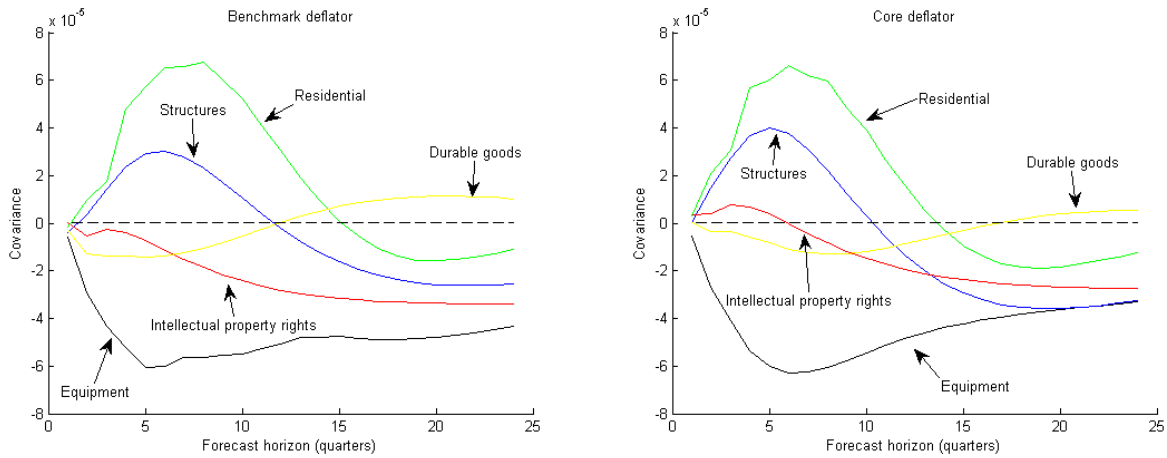 Benchmark deflator
x 10^-5
8
6
4
2
0
-2
-4
-6
-8
Covariance
Residential
Structures
Durable goods
Intellectual property rights
Equipment
0 5 10 15 20 25
Forecast horizon (quarters)
Core deflator
x 10^-5
8
6
4
2
0
-2
-4
-6
-8
Covariance
Residential
Structures
Durable goods
Intellectual property rights
Equipment
0 5 10 15 20 25
Forecast horizon (quarters)